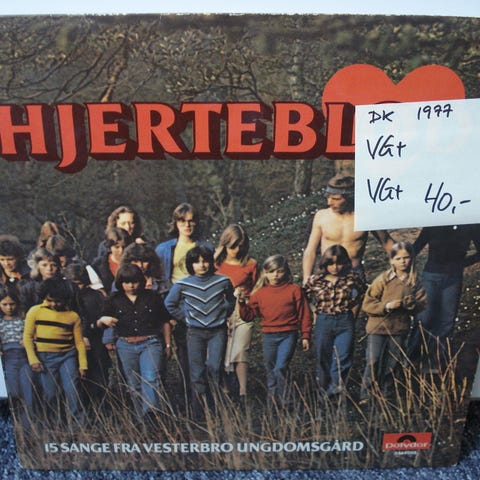 HJERTEBL
DK 1977
VG+
VG+ 40,-
15 SANGE FRA VESTERBRO UNGDOMSGÅRD
polydor